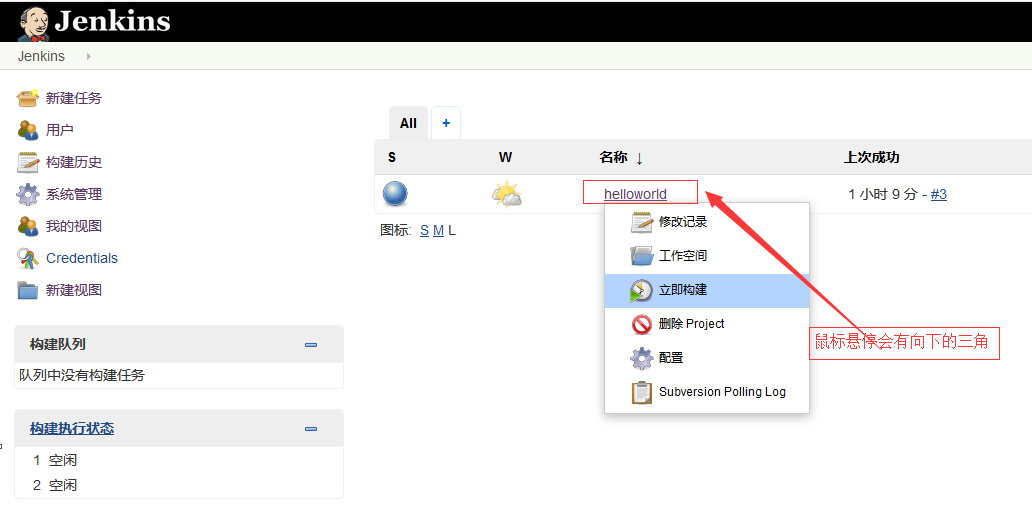 Jenkins
Jenkins
新建任务
用户
构建历史
系统管理
我的视图
Credentials
新建视图
构建队列
队列中没有构建任务
构建执行状态
1 空闲
2 空闲
All +
S W 名称 ↓ 上次成功
helloworld 1 小时 9 分 - #3
图标: S M L
修改记录
工作空间
立即构建
删除 Project
配置
Subversion Polling Log
鼠标悬停会有向下的三角